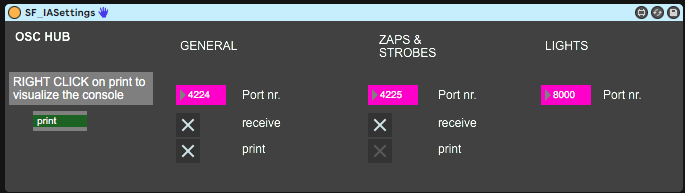 SF_IASettings
OSC HUB
GENERAL
ZAPS &
STROBES
LIGHTS
RIGHT CLICK on print to
visualize the console
print
4224 Port nr.
4225 Port nr.
8000 Port nr.
receive
receive
print
print